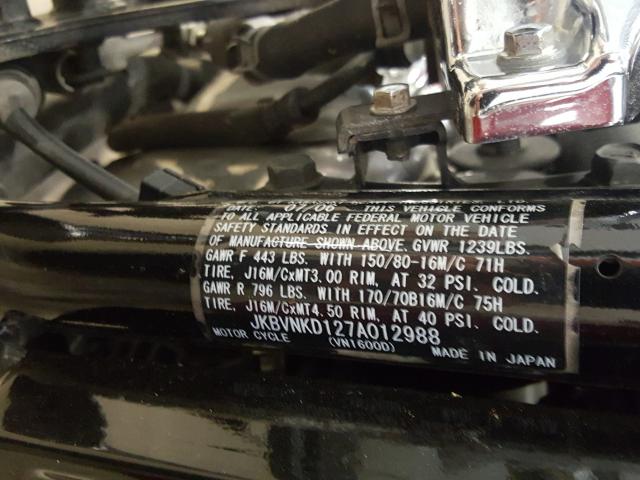 DATE: 07/06 THIS VEHICLE CONFORMS
TO ALL APPLICABLE FEDERAL MOTOR VEHICLE
SAFETY STANDARDS IN EFFECT ON THE DATE
OF MANUFACTURE SHOWN ABOVE. GVWR 1239LBS.
GAWR F 443 LBS. WITH 150/80-16M/C 71H
TIRE, J16M/CxMT3.00 RIM, AT 32 PSI. COLD.
GAWR R 796 LBS. WITH 170/70B16M/C 75H
TIRE, J16M/CxMT4.50 RIM, AT 40 PSI. COLD.
JKBVNKD127A012988
MOTOR CYCLE (VN1600D) MADE IN JAPAN